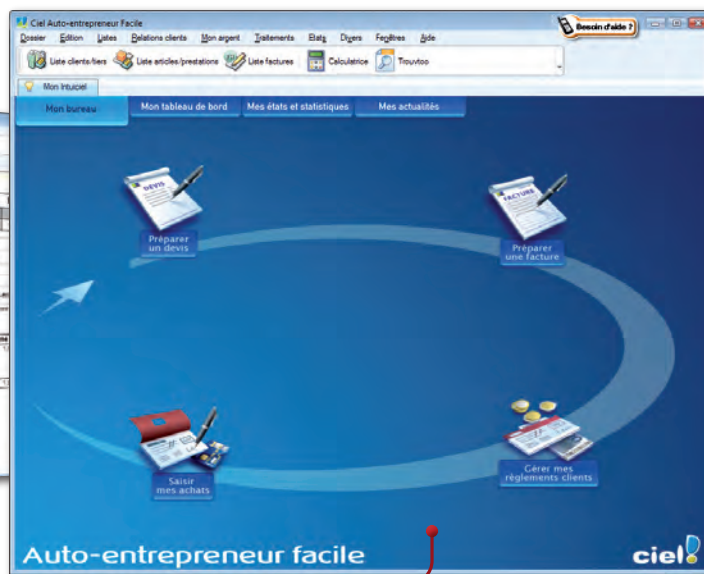 Ciel Auto-entrepreneur Facile
Besoin d'aide ?
Dossier Edition Listes Relations clients Mon argent Traitements Etats Divers Fenêtres Aide
Liste clients/tiers Liste articles/prestations Liste factures Calculatrice Trouvtoo
Mon Intuiciel
Mon bureau Mon tableau de bord Mes états et statistiques Mes actualités
DEVIS
FACTURE
Préparer
un devis
Préparer
une facture
Saisir
mes achats
Gérer mes
règlements clients
Auto-entrepreneur facile
ciel!